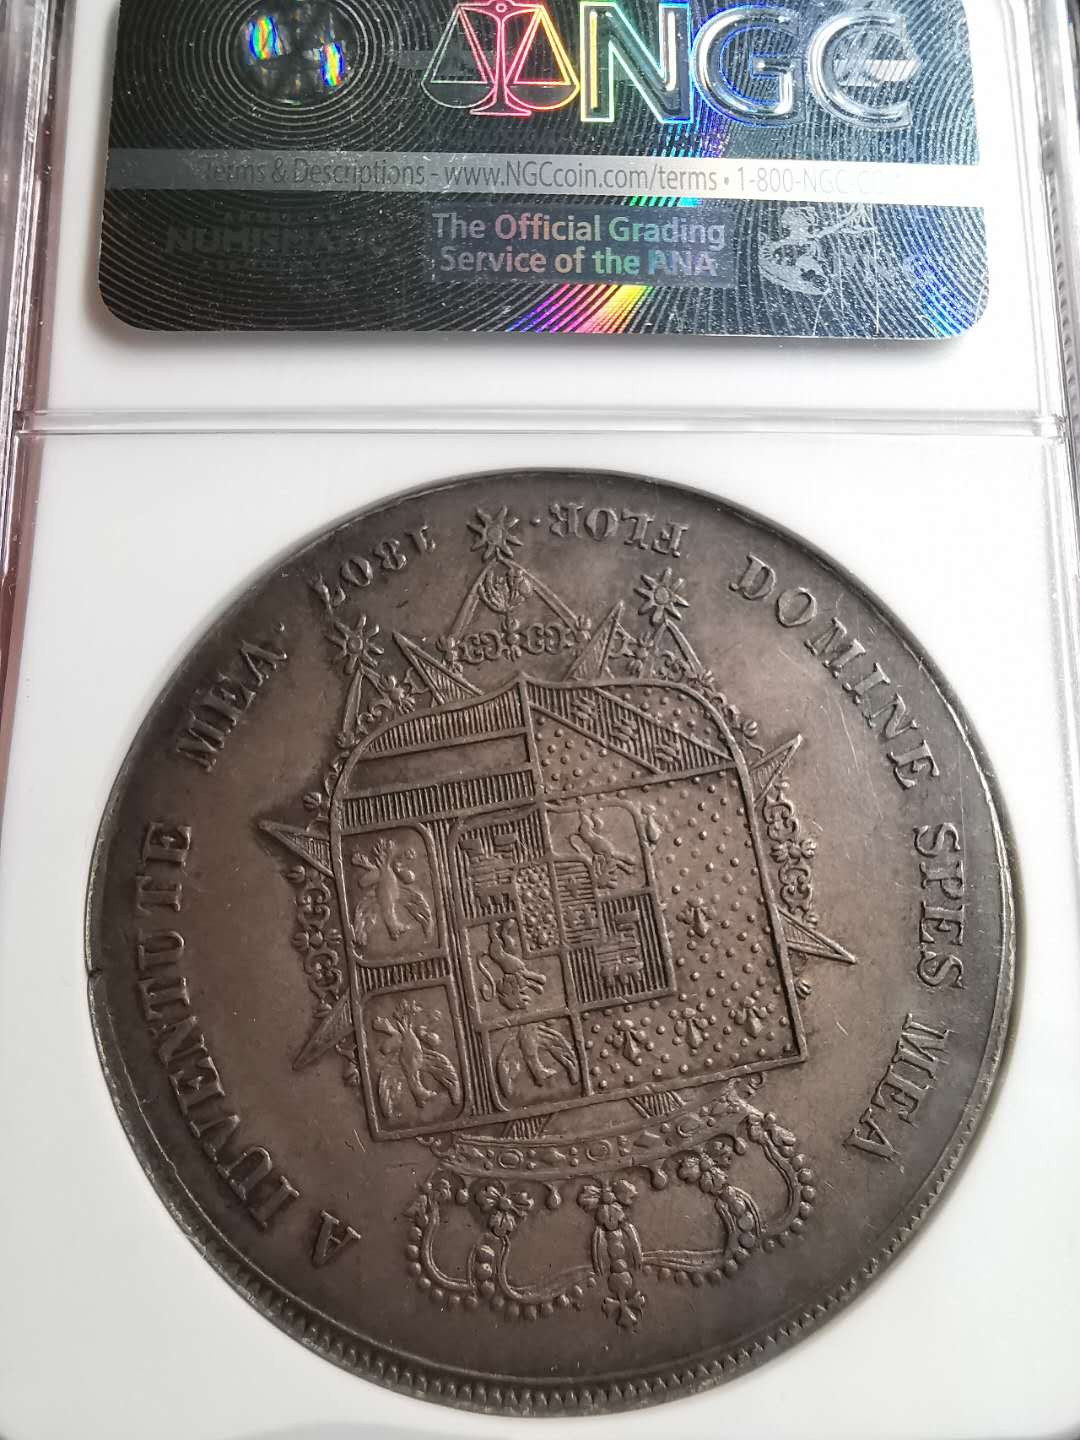 NGC
Terms & Descriptions - www.NGCcoin.com/terms • 1-800-NGC-COIN
NUMISMATIC
The Official Grading
Service of the ANA
DOMINE SPES MEA
A IUVENTUTE MEA.
1807
FLOR.